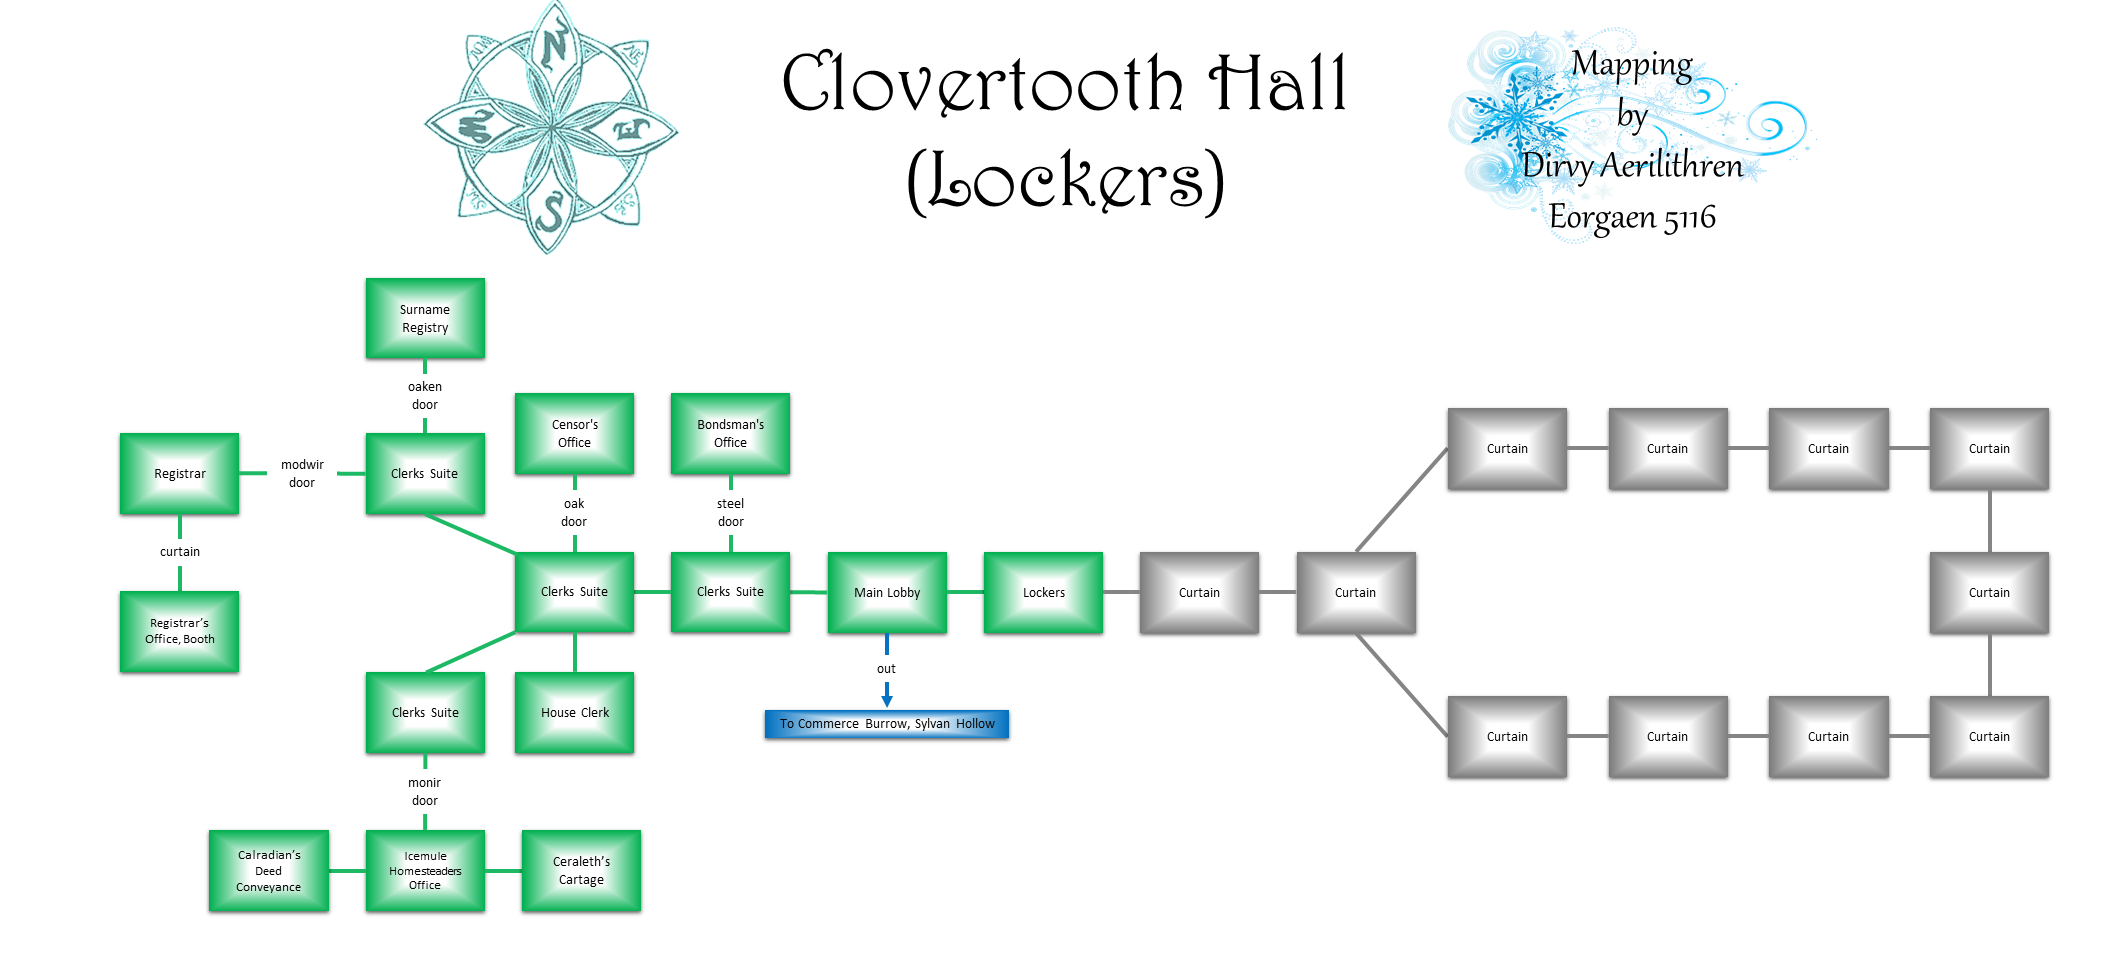 N
W
E
S
Clovertooth Hall
(Lockers)
Mapping
by
Dirvy Aerilithren
Eorgaen 5116
Surname
Registry
oaken
door
Registrar
modwir
door
Clerks Suite
Censor's
Office
Bondsman's
Office
oak
door
steel
door
curtain
Registrar’s
Office, Booth
Clerks Suite
Clerks Suite
Main Lobby
Lockers
Curtain
Curtain
Curtain
Curtain
Curtain
Curtain
Curtain
Curtain
Curtain
Curtain
Curtain
out
To Commerce Burrow, Sylvan Hollow
Clerks Suite
House Clerk
monir
door
Calradian’s
Deed
Conveyance
Icemule
Homesteaders
Office
Ceraleth’s
Cartage